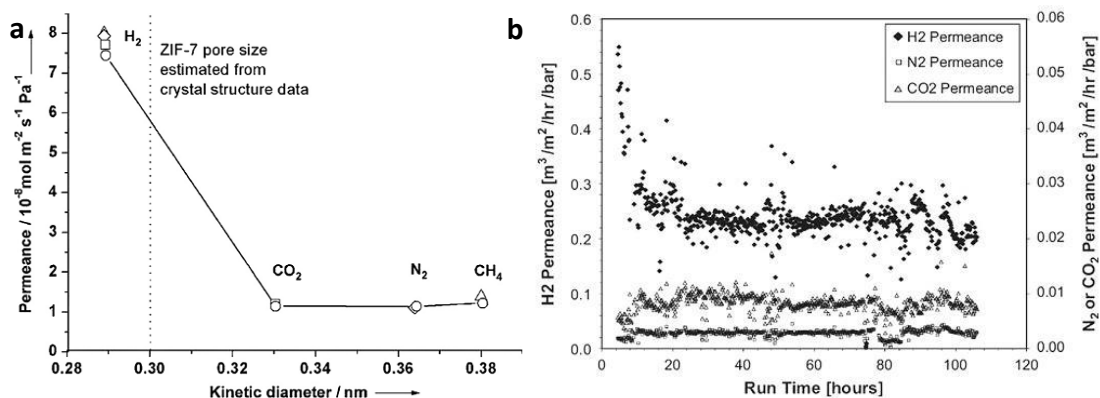 a
Permeance / 10⁻⁸mol m⁻² s⁻¹ Pa⁻¹
8
7
6
5
4
3
2
1
0
H₂
ZIF-7 pore size
estimated from
crystal structure data
CO₂
N₂
CH₄
0.28 0.30 0.32 0.34 0.36 0.38
Kinetic diameter / nm
b
H2 Permeance [m³/m²/hr/bar]
0.6
0.5
0.4
0.3
0.2
0.1
0.0
H2 Permeance
N2 Permeance
CO2 Permeance
0.06
0.05
0.04
0.03
0.02
0.01
0.00
N₂ or CO₂ Permeance [m³/m²/hr/bar]
0 20 40 60 80 100 120
Run Time [hours]